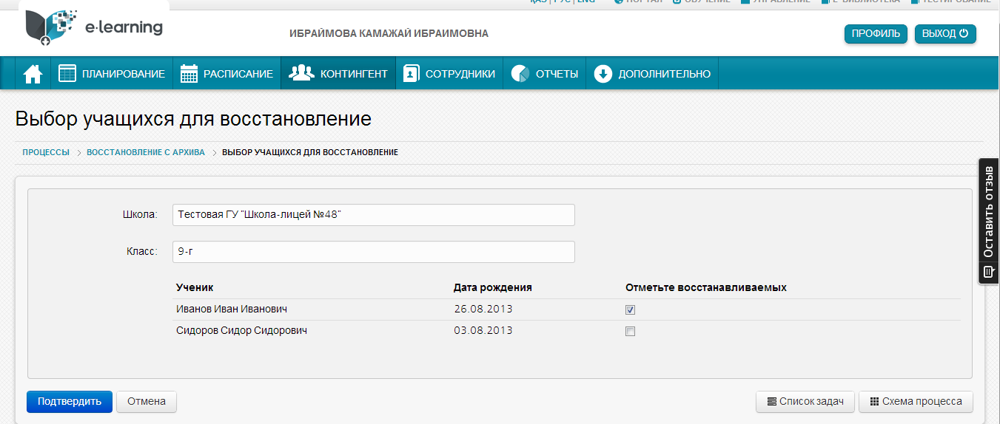 ҚАЗ | РУС | ENG ПОРТАЛ ОБУЧЕНИЕ УПРАВЛЕНИЕ Е-БИБЛИОТЕКА ТЕСТИРОВАНИЕ
e-learning
ИБРАЙМОВА КАМАЖАЙ ИБРАИМОВНА
ПРОФИЛЬ ВЫХОД
ПЛАНИРОВАНИЕ РАСПИСАНИЕ КОНТИНГЕНТ СОТРУДНИКИ ОТЧЕТЫ ДОПОЛНИТЕЛЬНО
Выбор учащихся для восстановление
ПРОЦЕССЫ > ВОССТАНОВЛЕНИЕ С АРХИВА > ВЫБОР УЧАЩИХСЯ ДЛЯ ВОССТАНОВЛЕНИЕ
Оставить отзыв
Школа: Тестовая ГУ "Школа-лицей №48"
Класс: 9-г
Ученик Дата рождения Отметьте восстанавливаемых
Иванов Иван Иванович 26.08.2013
Сидоров Сидор Сидорович 03.08.2013
Подтвердить Отмена Список задач Схема процесса